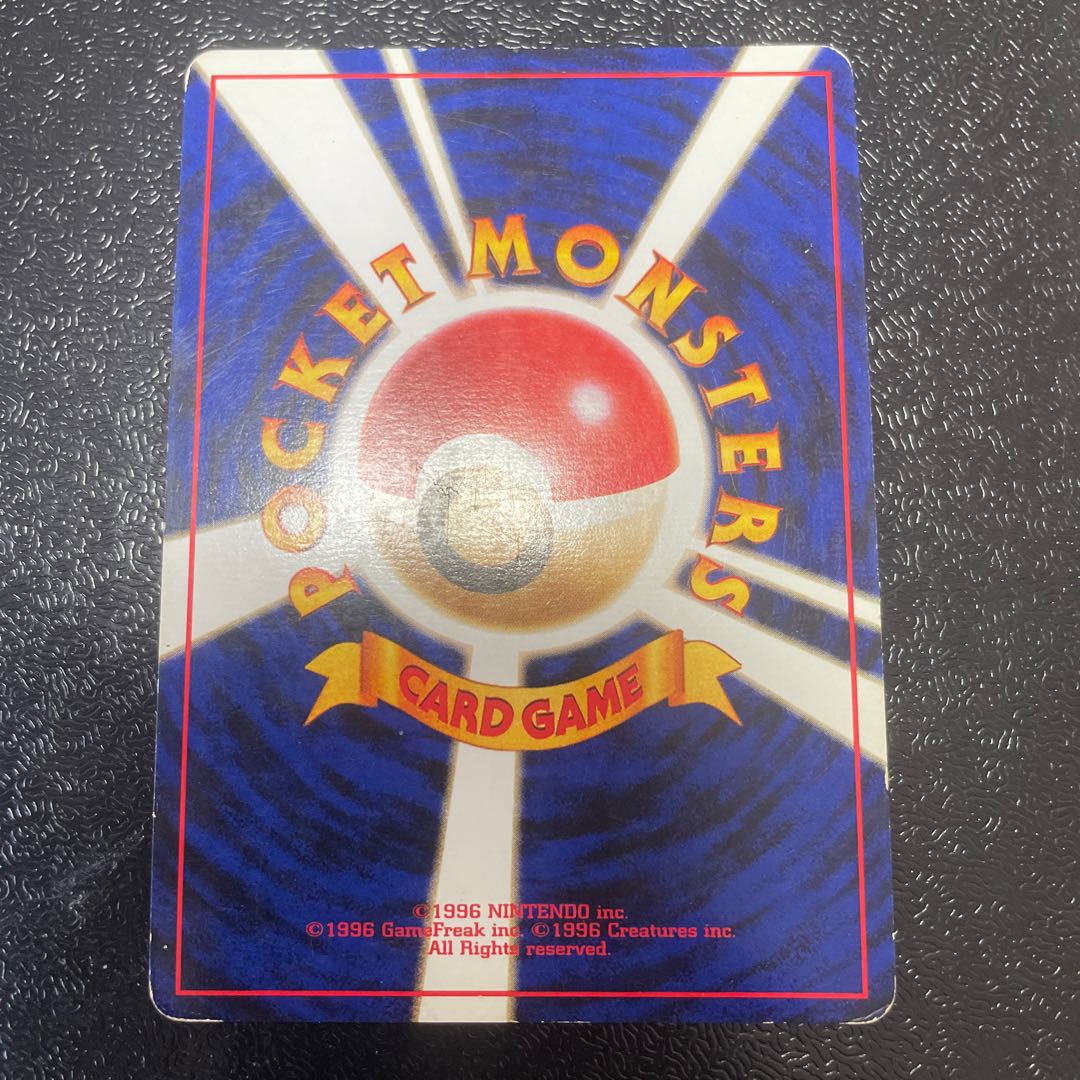 POCKET MONSTERS
CARD GAME
©1996 NINTENDO inc.
©1996 GameFreak inc. ©1996 Creatures inc.
All Rights reserved.